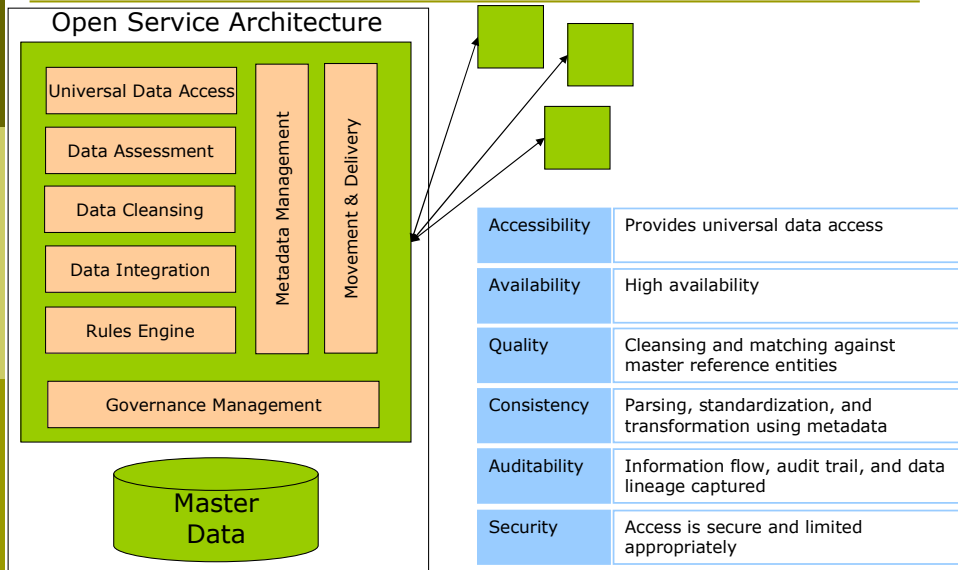 Open Service Architecture
Universal Data Access
Data Assessment
Data Cleansing
Data Integration
Rules Engine
Metadata Management
Movement & Delivery
Governance Management
Master
Data
Accessibility
Provides universal data access
Availability
High availability
Quality
Cleansing and matching against
master reference entities
Consistency
Parsing, standardization, and
transformation using metadata
Auditability
Information flow, audit trail, and data
lineage captured
Security
Access is secure and limited
appropriately